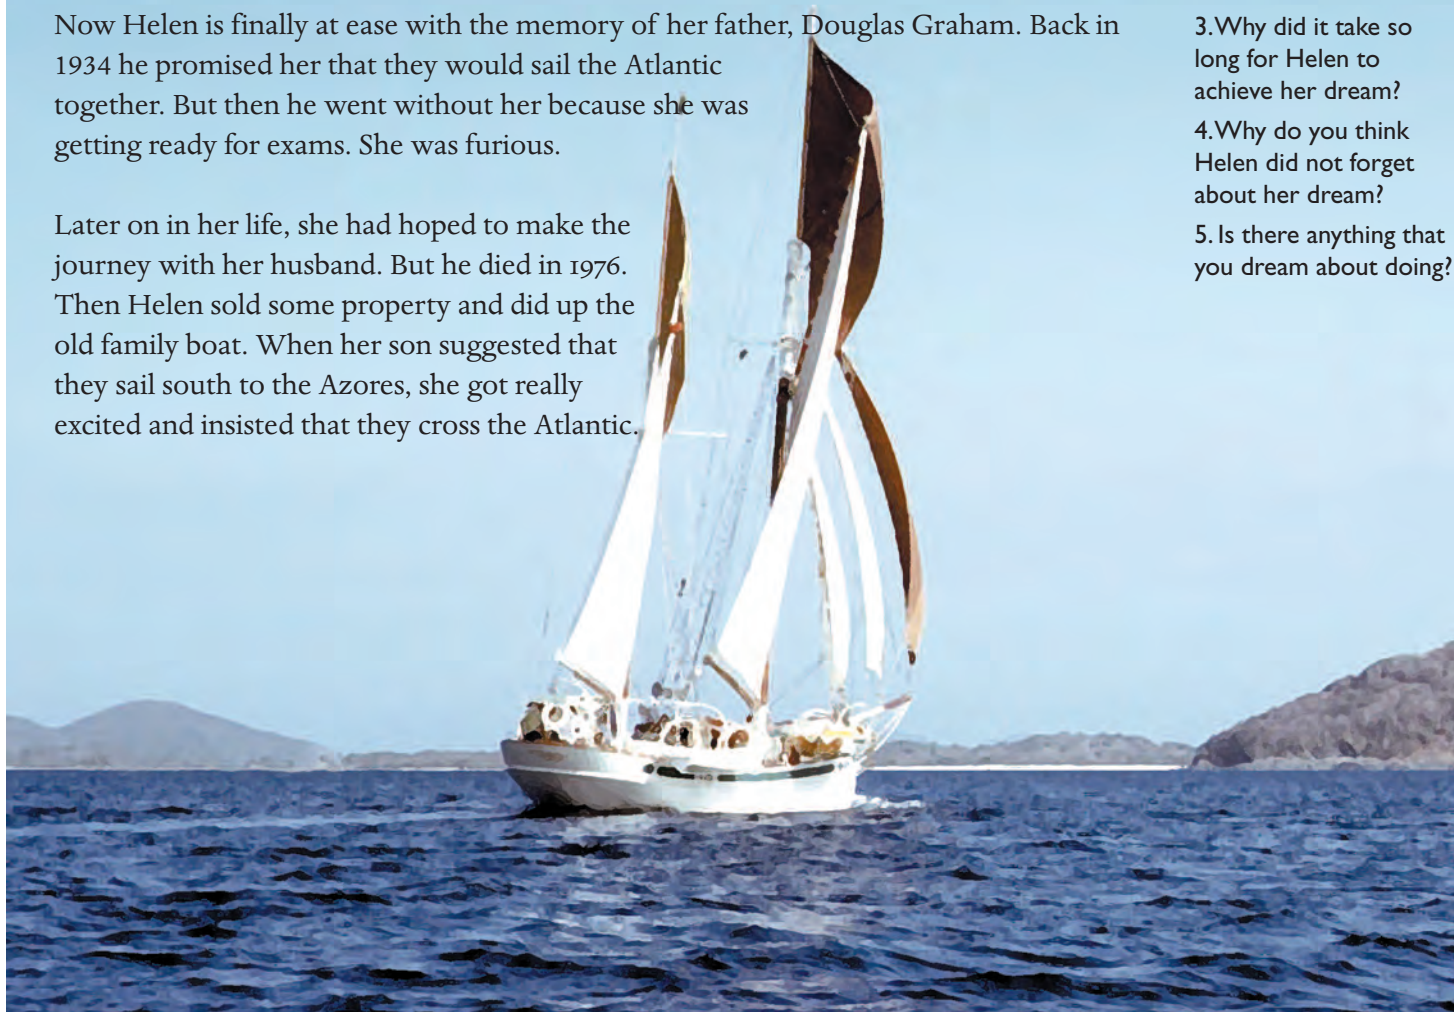 Now Helen is finally at ease with the memory of her father, Douglas Graham. Back in
1934 he promised her that they would sail the Atlantic
together. But then he went without her because she was
getting ready for exams. She was furious.
Later on in her life, she had hoped to make the
journey with her husband. But he died in 1976.
Then Helen sold some property and did up the
old family boat. When her son suggested that
they sail south to the Azores, she got really
excited and insisted that they cross the Atlantic.
3. Why did it take so
long for Helen to
achieve her dream?
4. Why do you think
Helen did not forget
about her dream?
5. Is there anything that
you dream about doing?